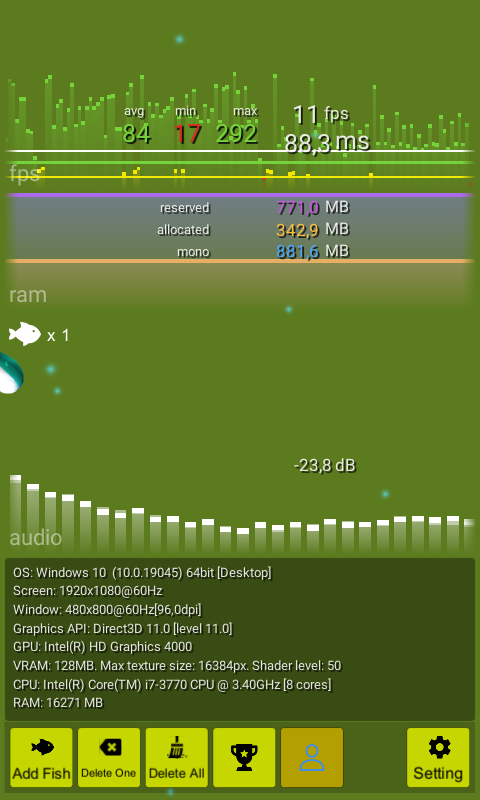 avg min max
84 17 292
11 fps
88,3 ms
fps
reserved 771,0 MB
allocated 342,9 MB
mono 881,6 MB
ram
x 1
-23,8 dB
audio
OS: Windows 10 (10.0.19045) 64bit [Desktop]
Screen: 1920x1080@60Hz
Window: 480x800@60Hz[96,0dpi]
Graphics API: Direct3D 11.0 [level 11.0]
GPU: Intel(R) HD Graphics 4000
VRAM: 128MB. Max texture size: 16384px. Shader level: 50
CPU: Intel(R) Core(TM) i7-3770 CPU @ 3.40GHz [8 cores]
RAM: 16271 MB
Add Fish Delete One Delete All Setting